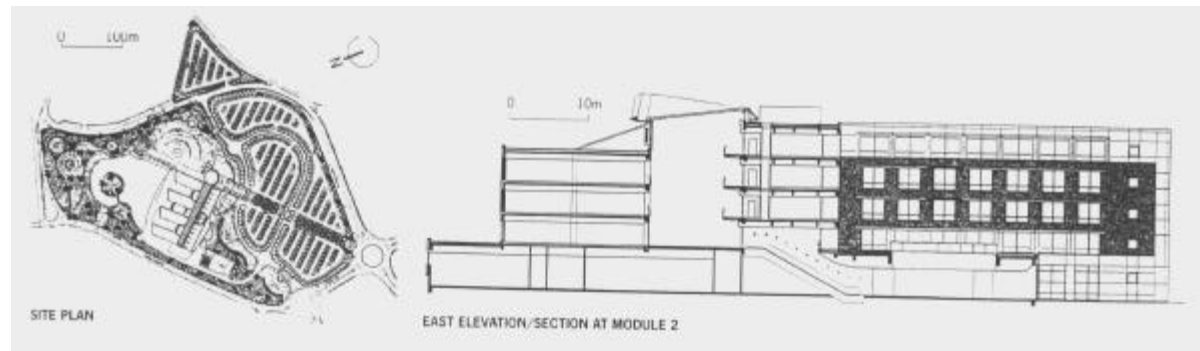 0 100m
N
0 10m
SITE PLAN
EAST ELEVATION/SECTION AT MODULE 2